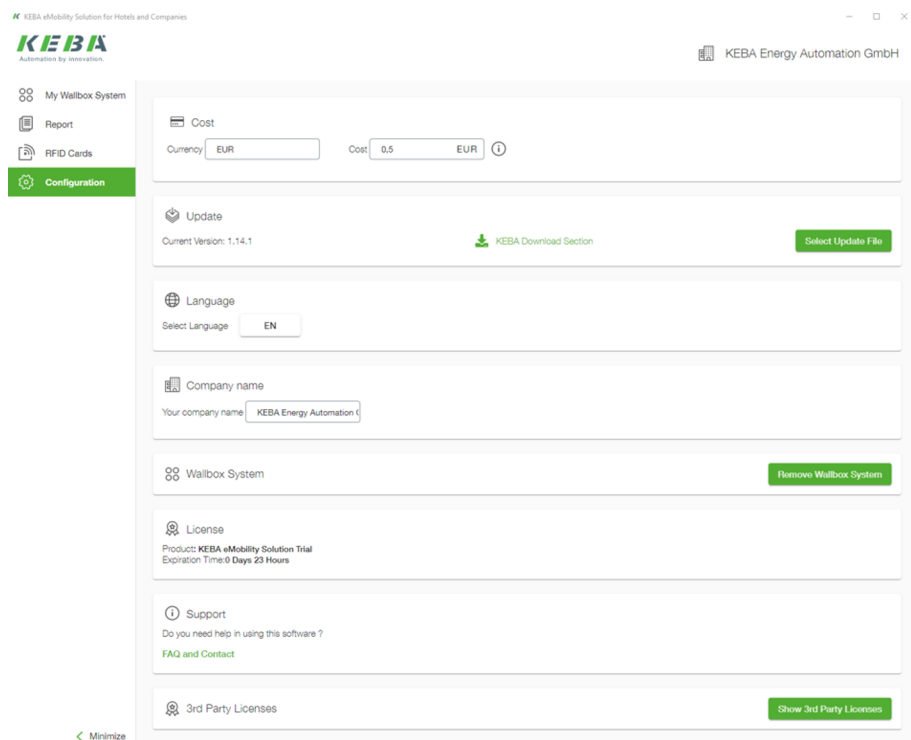 KEBA eMobility Solution for Hotels and Companies
KEBA
Automation by innovation.
KEBA Energy Automation GmbH
My Wallbox System
Report
RFID Cards
Configuration
Cost
Currency EUR Cost 0,5 EUR
Update
Current Version: 1.14.1 KEBA Download Section Select Update File
Language
Select Language EN
Company name
Your company name KEBA Energy Automation
Wallbox System Remove Wallbox System
License
Product: KEBA eMobility Solution Trial
Expiration Time:0 Days 23 Hours
Support
Do you need help in using this software ?
FAQ and Contact
3rd Party Licenses Show 3rd Party Licenses
Minimize